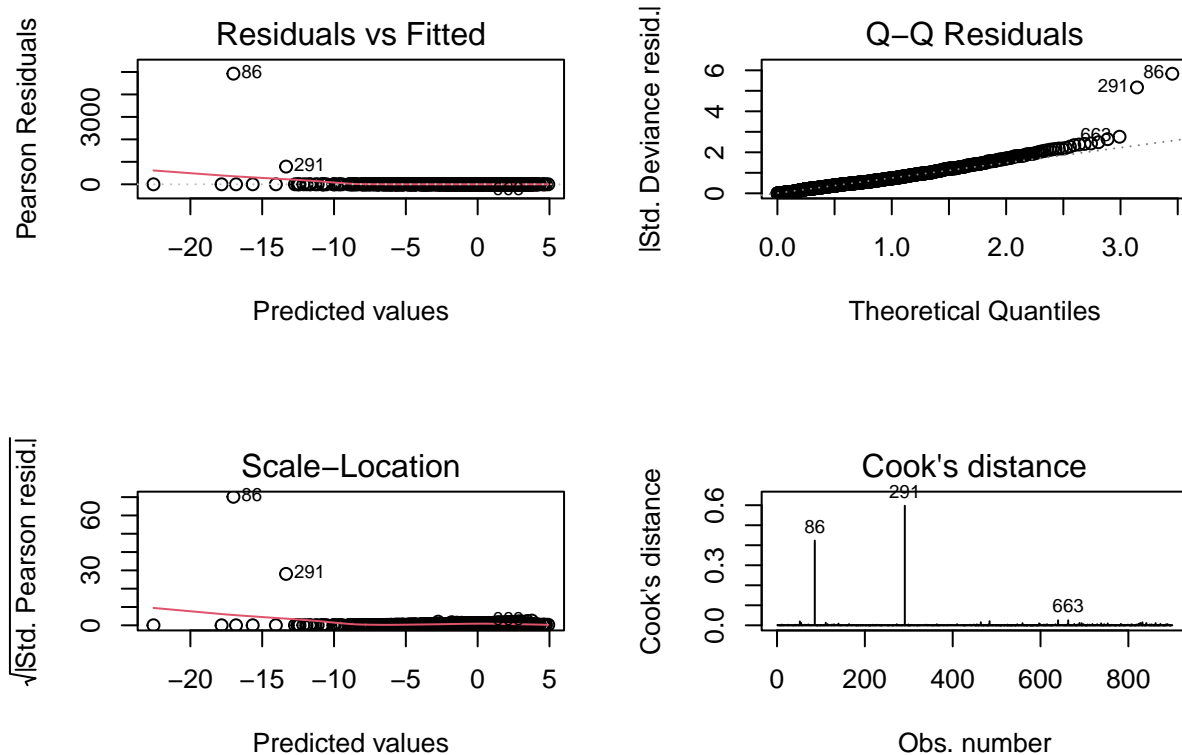 Residuals vs Fitted
Pearson Residuals
0 3000
86
291
−20 −15 −10 −5 0 5
Predicted values
Q−Q Residuals
|Std. Deviance resid.|
0 2 4 6
86
291
663
0.0 1.0 2.0 3.0
Theoretical Quantiles
Scale−Location
√|Std. Pearson resid.|
0 30 60
86
291
−20 −15 −10 −5 0 5
Predicted values
Cook's distance
Cook's distance
0.0 0.3 0.6
291
86
663
0 200 400 600 800
Obs. number